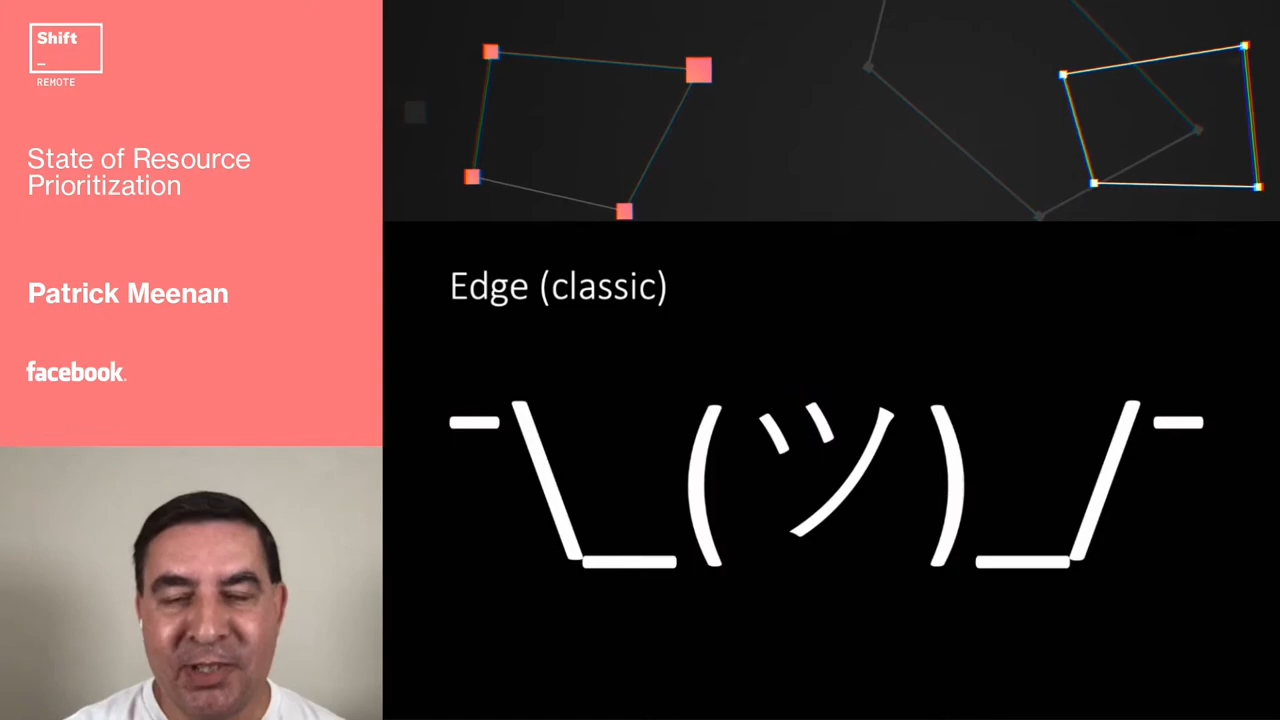 Shift
_
REMOTE
State of Resource
Prioritization
Patrick Meenan
facebook.
Edge (classic)
¯\_(ツ)_/¯